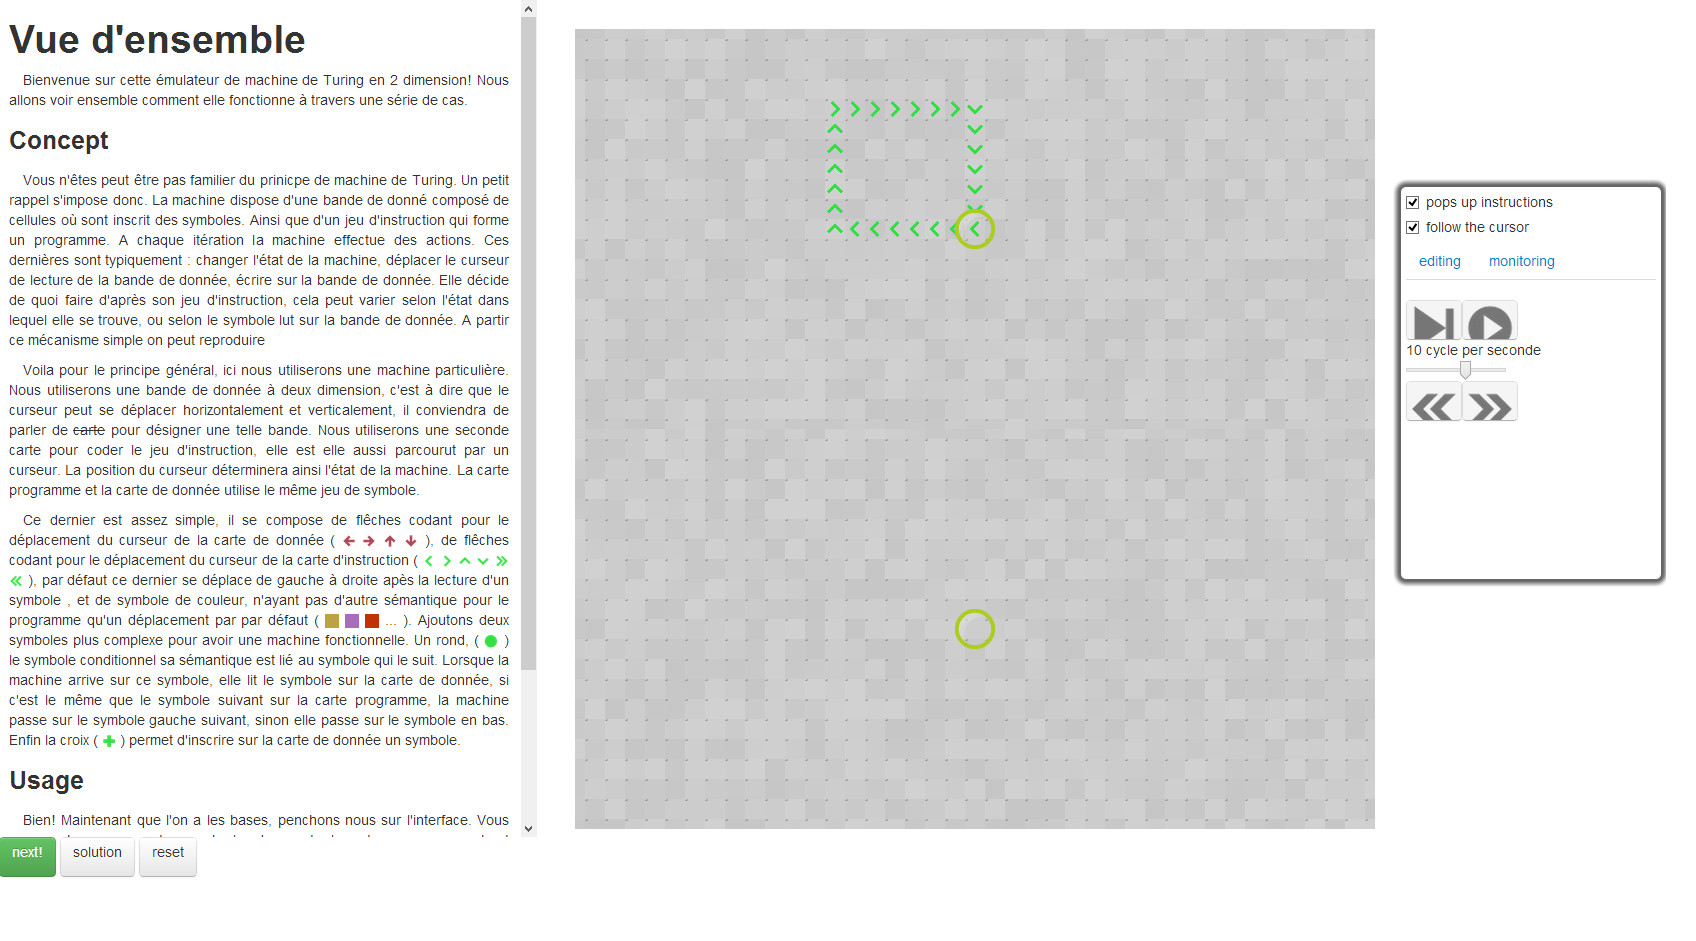 Vue d'ensemble
Bienvenue sur cette émulateur de machine de Turing en 2 dimension! Nous
allons voir ensemble comment elle fonctionne à travers une série de cas.
Concept
Vous n'êtes peut être pas familier du prinicpe de machine de Turing. Un petit
rappel s'impose donc. La machine dispose d'une bande de donné composé de
cellules où sont inscrit des symboles. Ainsi que d'un jeu d'instruction qui forme
un programme. A chaque itération la machine effectue des actions. Ces
dernières sont typiquement : changer l'état de la machine, déplacer le curseur
de lecture de la bande de donnée, écrire sur la bande de donnée. Elle décide
de quoi faire d'après son jeu d'instruction, cela peut varier selon l'état dans
lequel elle se trouve, ou selon le symbole lut sur la bande de donnée. A partir
ce mécanisme simple on peut reproduire
Voila pour le principe général, ici nous utiliserons une machine particulière.
Nous utiliserons une bande de donnée à deux dimension, c'est à dire que le
curseur peut se déplacer horizontalement et verticalement, il conviendra de
parler de carte pour désigner une telle bande. Nous utiliserons une seconde
carte pour coder le jeu d'instruction, elle est elle aussi parcourut par un
curseur. La position du curseur déterminera ainsi l'état de la machine. La carte
programme et la carte de donnée utilise le même jeu de symbole.
Ce dernier est assez simple, il se compose de flêches codant pour le
déplacement du curseur de la carte de donnée ( ← → ↑ ↓ ), de flêches
codant pour le déplacement du curseur de la carte d'instruction (
), par défaut ce dernier se déplace de gauche à droite apès la lecture d'un
symbole , et de symbole de couleur, n'ayant pas d'autre sémantique pour le
programme qu'un déplacement par par défaut ( ... ). Ajoutons deux
symboles plus complexe pour avoir une machine fonctionnelle. Un rond, ( )
le symbole conditionnel sa sémantique est lié au symbole qui le suit. Lorsque la
machine arrive sur ce symbole, elle lit le symbole sur la carte de donnée, si
c'est le même que le symbole suivant sur la carte programme, la machine
passe sur le symbole gauche suivant, sinon elle passe sur le symbole en bas.
Enfin la croix ( ) permet d'inscrire sur la carte de donnée un symbole.
Usage
Bien! Maintenant que l'on a les bases, penchons nous sur l'interface. Vous
next!
solution
reset
pops up instructions
follow the cursor
editing
monitoring
10 cycle per seconde